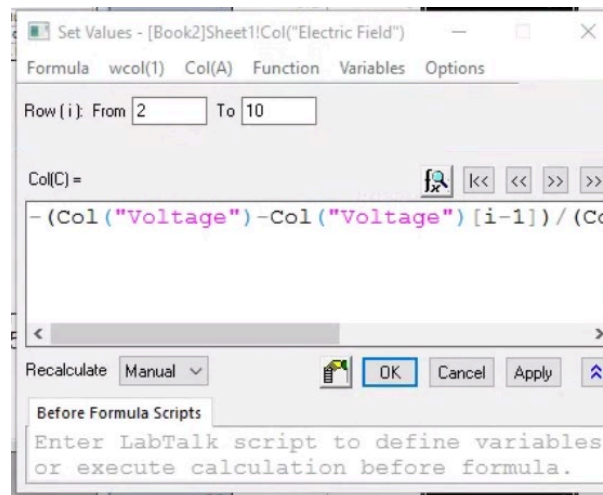 Set Values - [Book2]Sheet1!Col("Electric Field")
Formula wcol(1) Col(A) Function Variables Options
Row (i): From 2 To 10
Col(C) =
|<< << >> >>
-(Col("Voltage")-Col("Voltage")[i-1])/(Co
Recalculate Manual OK Cancel Apply
Before Formula Scripts
Enter LabTalk script to define variables
or execute calculation before formula.